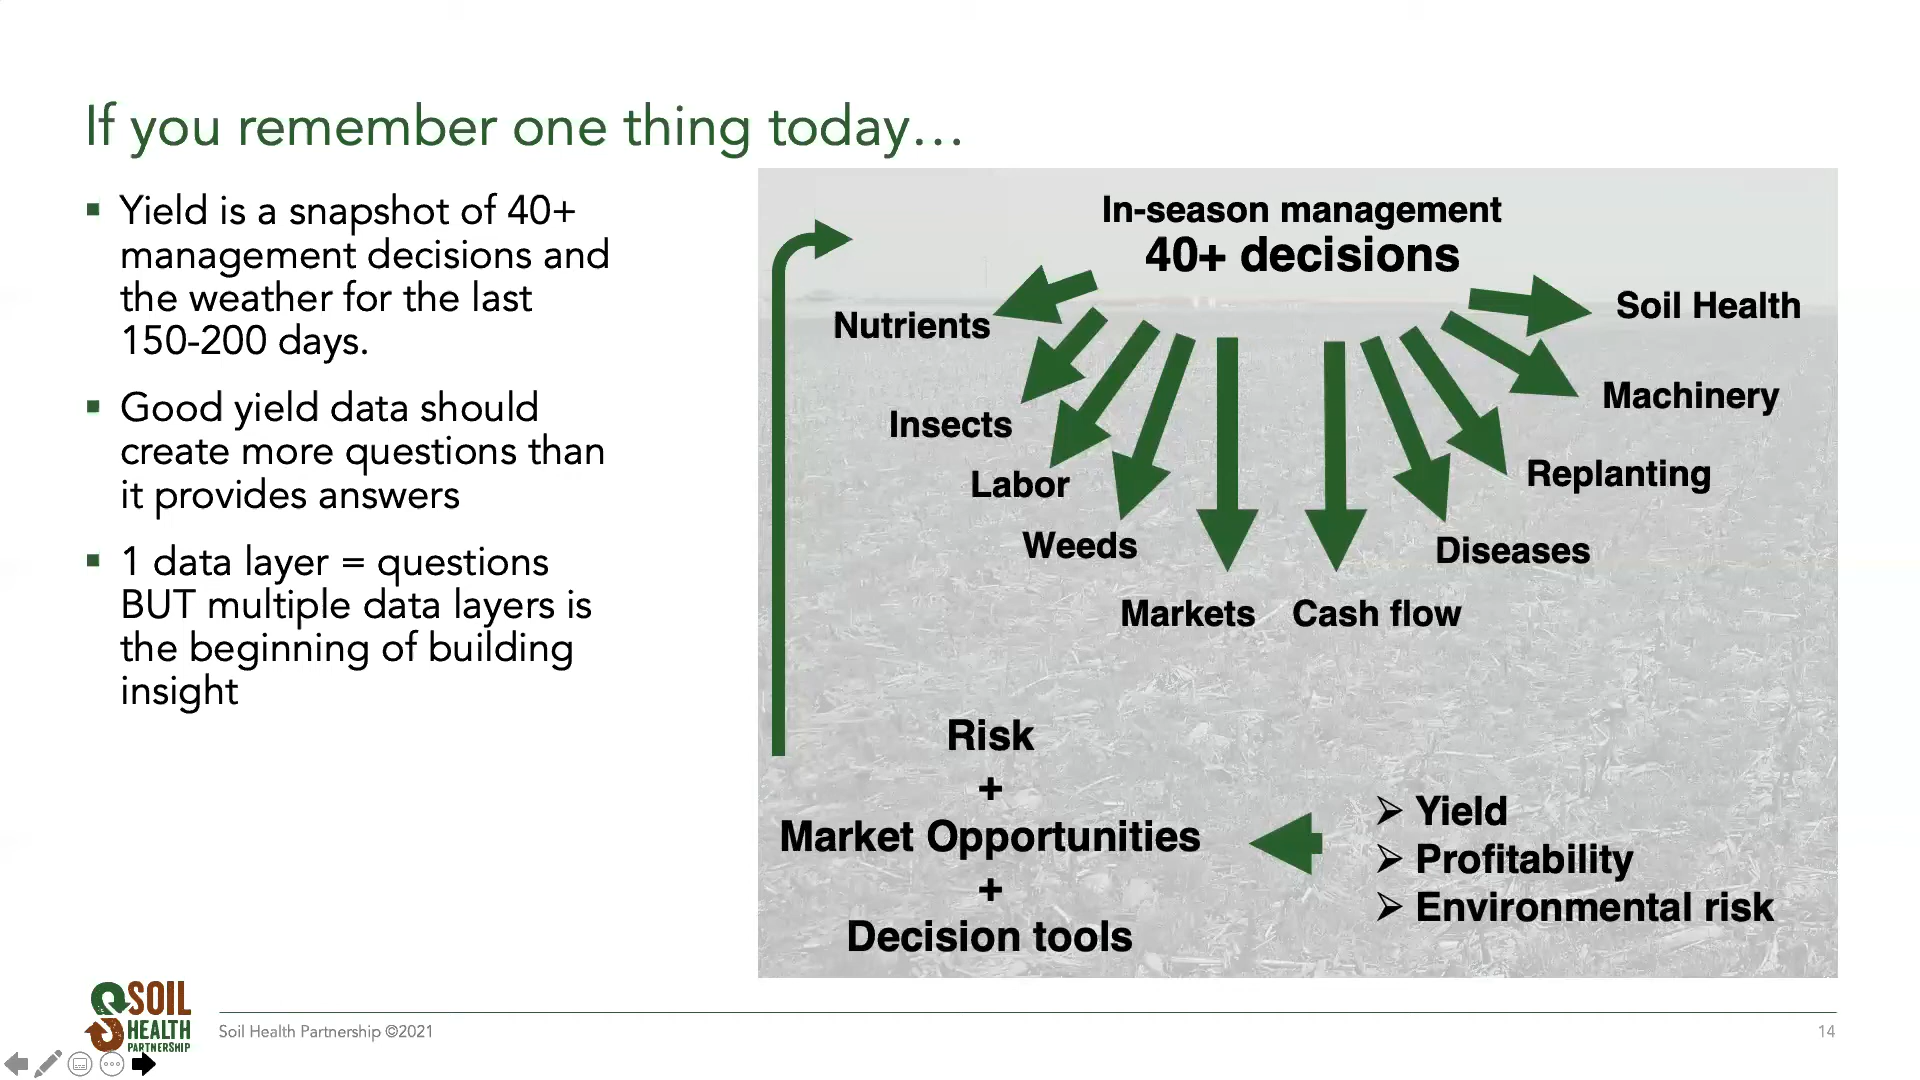 If you remember one thing today…
▪ Yield is a snapshot of 40+
management decisions and
the weather for the last
150-200 days.
▪ Good yield data should
create more questions than
it provides answers
▪ 1 data layer = questions
BUT multiple data layers is
the beginning of building
insight
In-season management
40+ decisions
Nutrients
Insects
Labor
Weeds
Markets
Cash flow
Diseases
Replanting
Machinery
Soil Health
Risk
+
Market Opportunities
+
Decision tools
➢ Yield
➢ Profitability
➢ Environmental risk
SOIL
HEALTH
PARTNERSHIP
Soil Health Partnership ©2021
14